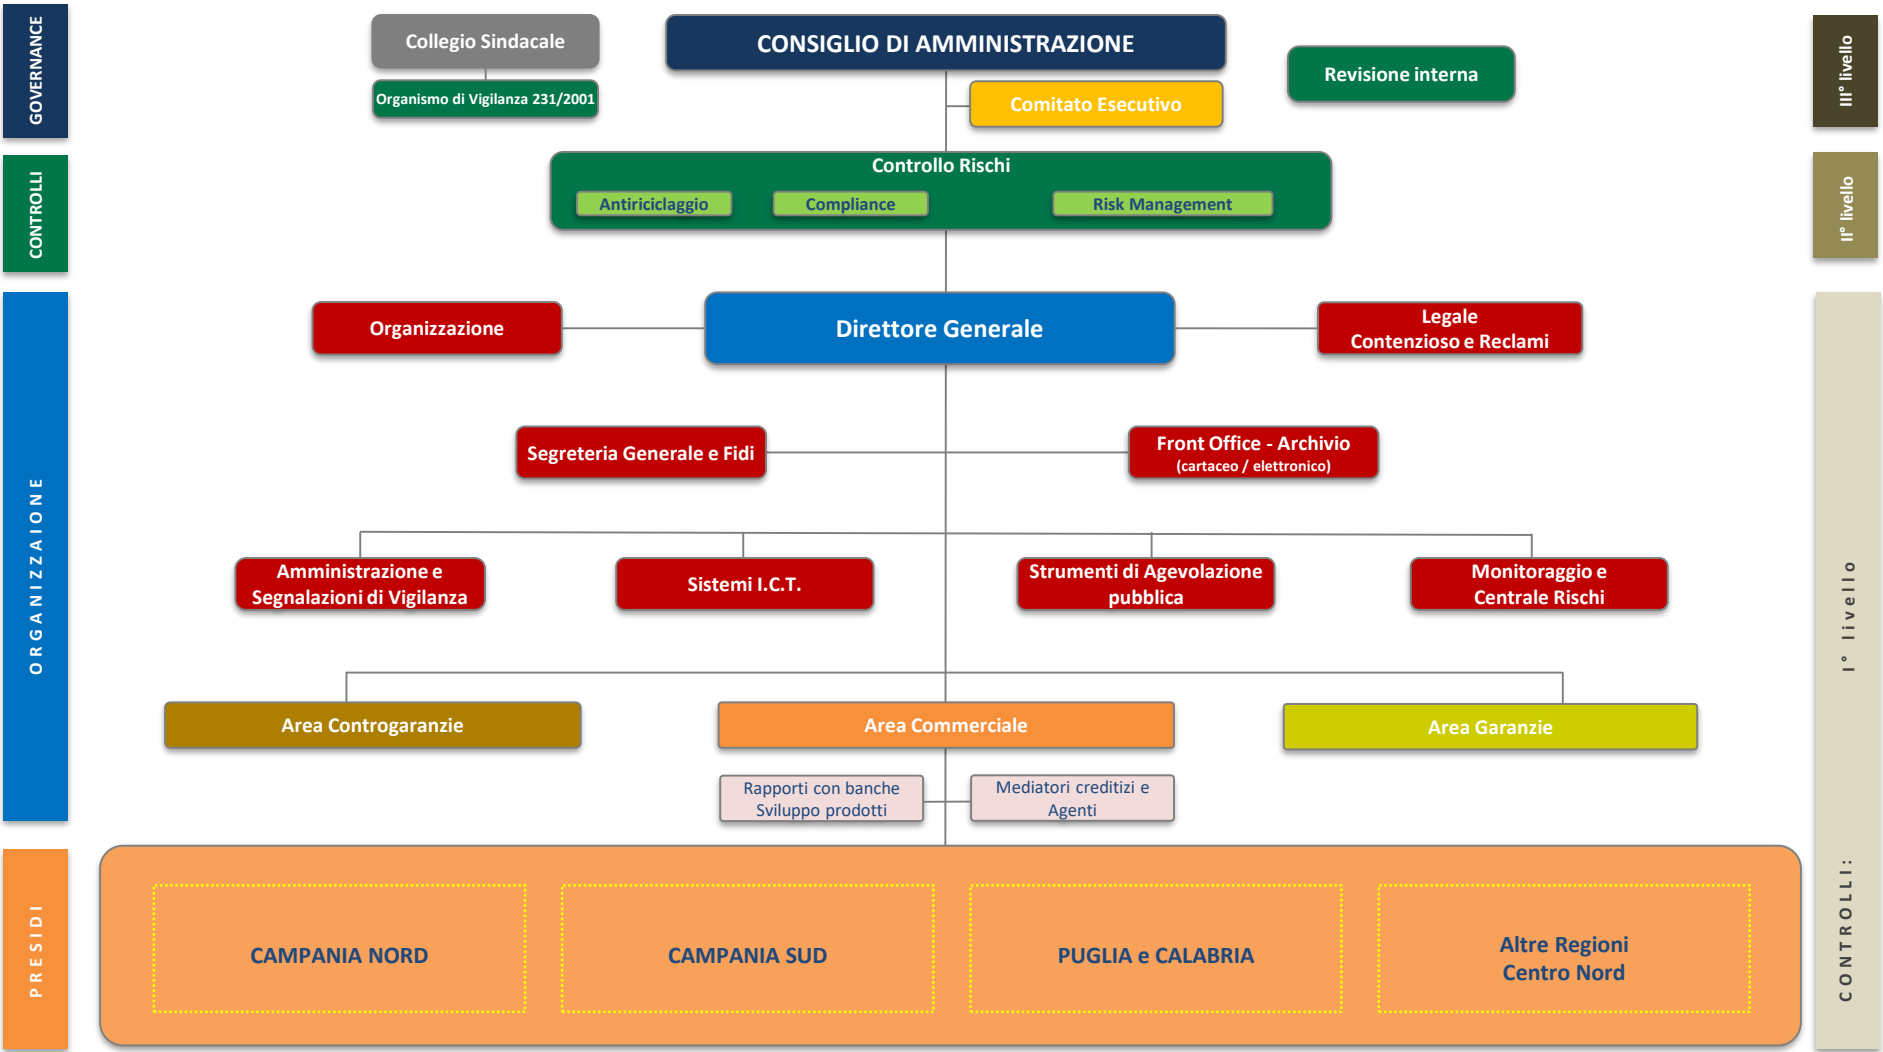 GOVERNANCE
Collegio Sindacale
Organismo di Vigilanza 231/2001
CONSIGLIO DI AMMINISTRAZIONE
Comitato Esecutivo
Revisione interna
III° livello
CONTROLLI
Controllo Rischi
Antiriciclaggio
Compliance
Risk Management
II° livello
ORGANIZZAIONE
Organizzazione
Direttore Generale
Legale
Contenzioso e Reclami
Segreteria Generale e Fidi
Front Office - Archivio
(cartaceo / elettronico)
Amministrazione e
Segnalazioni di Vigilanza
Sistemi I.C.T.
Strumenti di Agevolazione
pubblica
Monitoraggio e
Centrale Rischi
Area Controgaranzie
Area Commerciale
Area Garanzie
Rapporti con banche
Sviluppo prodotti
Mediatori creditizi e
Agenti
PRESIDI
CAMPANIA NORD
CAMPANIA SUD
PUGLIA e CALABRIA
Altre Regioni
Centro Nord
CONTROLLI: I° livello